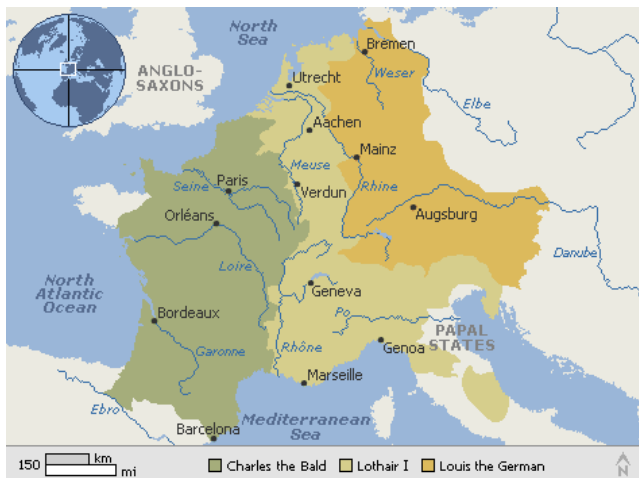 North
Sea
ANGLO-
SAXONS
Bremen
Weser
Utrecht
Elbe
Aachen
Mainz
Meuse
Rhine
Seine
Paris
Verdun
Orléans
Augsburg
Loire
Danube
North
Atlantic
Ocean
Geneva
Bordeaux
Po
PAPAL
STATES
Garonne
Rhône
Genoa
Marseille
Ebro
Barcelona
Mediterranean
Sea
150 km
mi
Charles the Bald
Lothair I
Louis the German
N